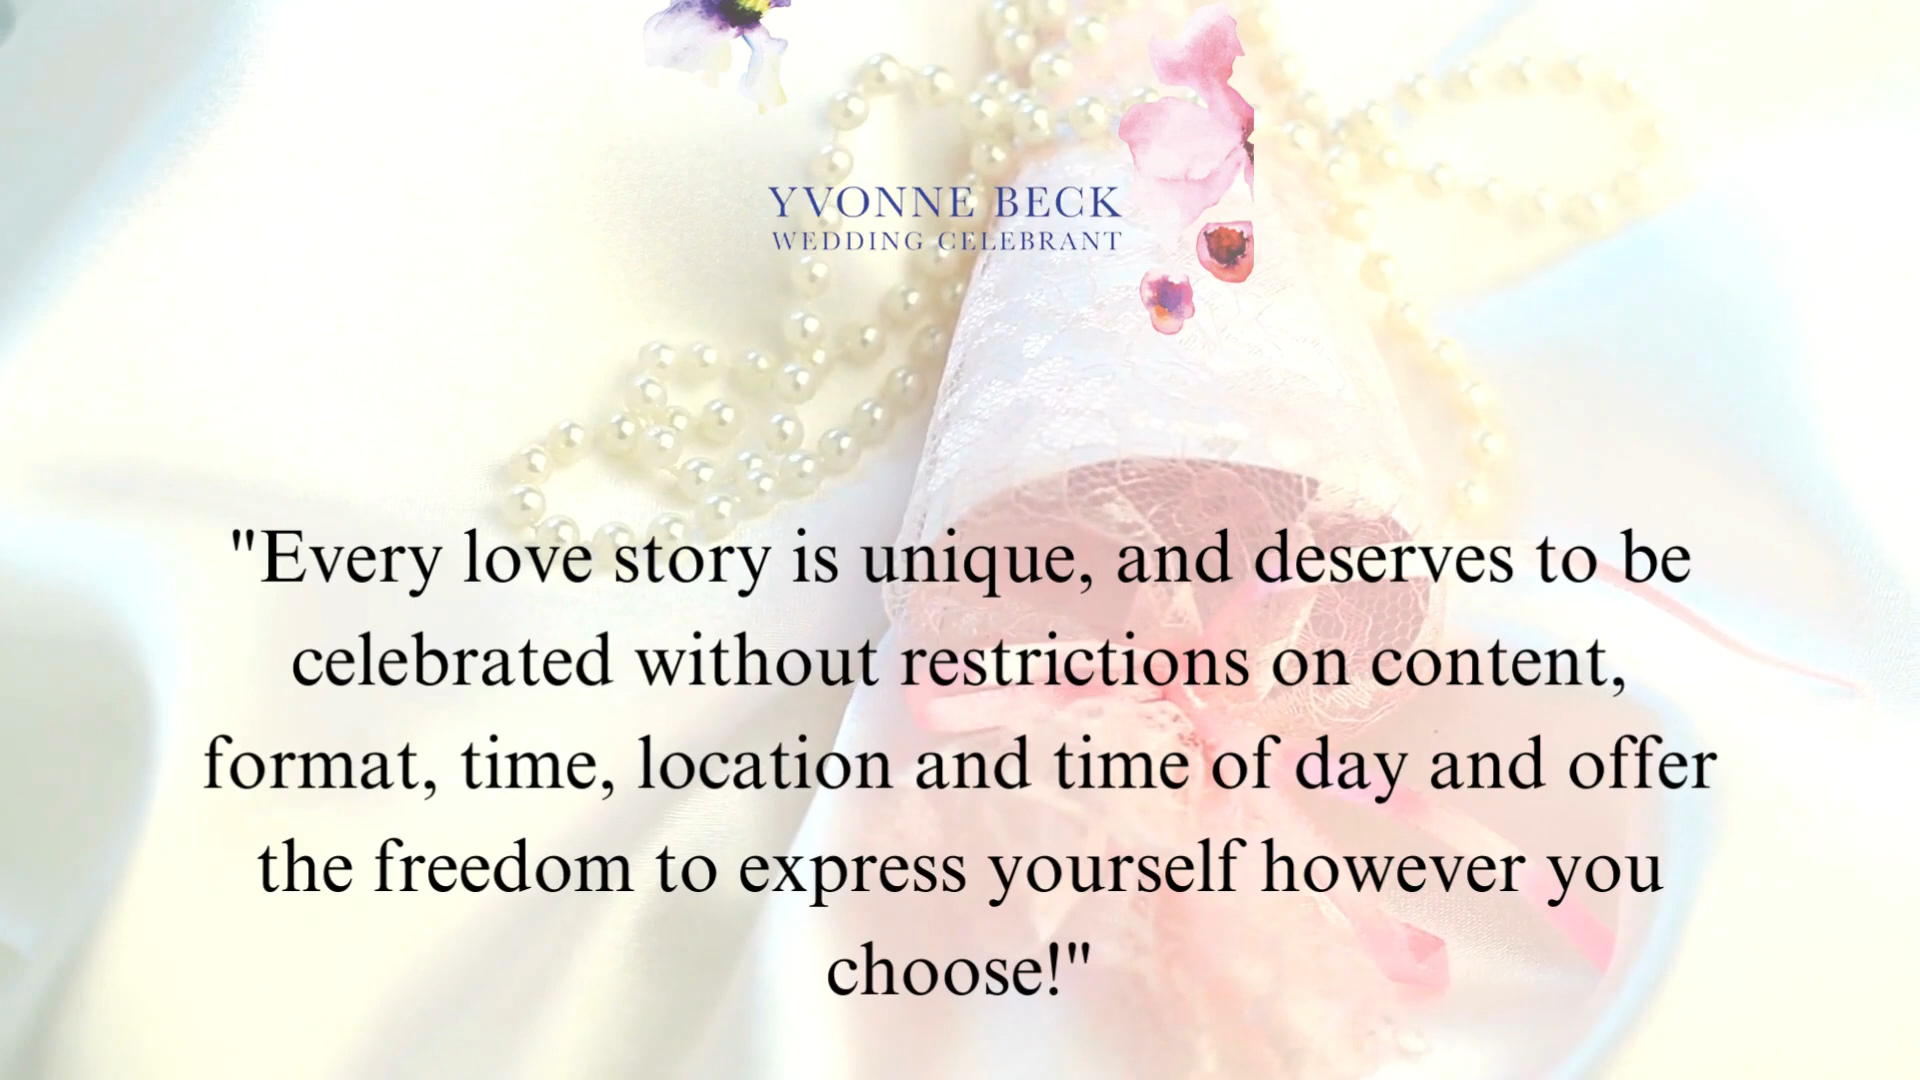 YVONNE BECK
WEDDING CELEBRANT
"Every love story is unique, and deserves to be
celebrated without restrictions on content,
format, time, location and time of day and offer
the freedom to express yourself however you
choose!"